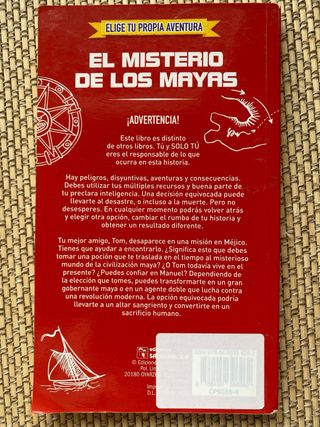 ELIGE TU PROPIA AVENTURA
EL MISTERIO
DE LOS MAYAS
¡ADVERTENCIA!
Este libro es distinto
de otros libros. Tú y SOLO TÚ
eres el responsable de lo que
ocurra en esta historia.
Hay peligros, disyuntivas, aventuras y consecuencias.
Debes utilizar tus múltiples recursos y buena parte de
tu preclara inteligencia. Una decisión equivocada puede
llevarte al desastre, o incluso a la muerte. Pero no
desesperes. En cualquier momento podrás volver atrás
y elegir otra opción, cambiar el rumbo de tu historia y
obtener un resultado diferente.
Tu mejor amigo, Tom, desaparece en una misión en Méjico.
Tienes que ayudar a encontrarlo. ¿Significa esto que debes
tomar una poción que te traslada en el tiempo al misterioso
mundo de la civilización maya? ¿O Tom todavía vive en el
presente? ¿Puedes confiar en Manuel? Dependiendo de
la elección que tomes, puedes transformarte en un gran
gobernante maya o en un agente doble que lucha contra
una revolución moderna. La opción equivocada podría
llevarte a un altar sangriento y convertirte en un
sacrificio humano.
Pol.
20180 OYARZ
D.L.